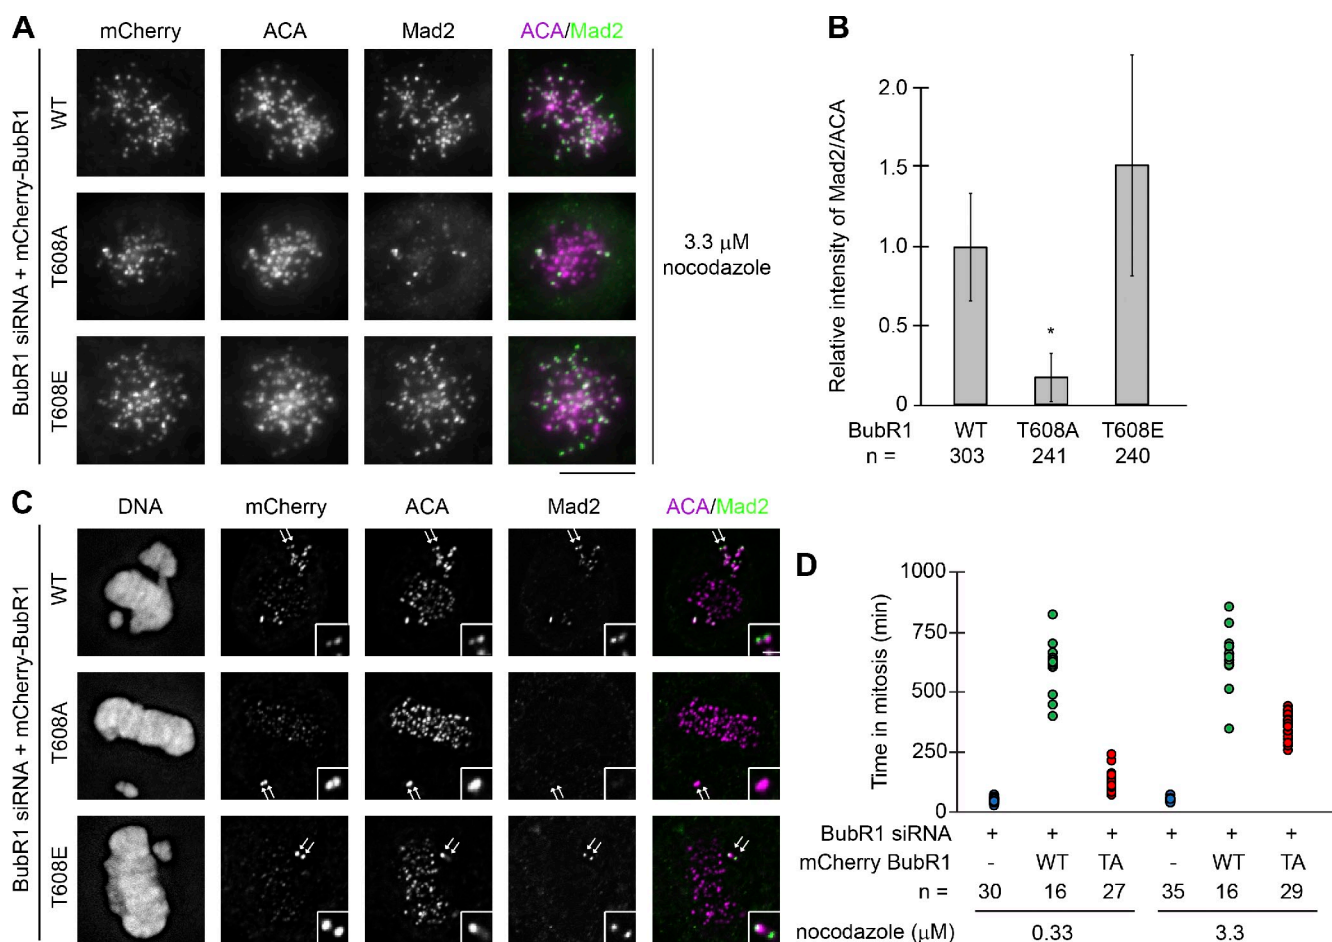 A
mCherry ACA Mad2 ACA/Mad2
BubR1 siRNA + mCherry-BubR1
WT
T608A
T608E
3.3 μM
nocodazole
B
Relative intensity of Mad2/ACA
2.0
1.5
1.0
0.5
0
*
BubR1 WT T608A T608E
n = 303 241 240
C
DNA mCherry ACA Mad2 ACA/Mad2
BubR1 siRNA + mCherry-BubR1
WT
T608A
T608E
D
Time in mitosis (min)
1000
750
500
250
0
BubR1 siRNA + + + + + +
mCherry BubR1 - WT TA - WT TA
n = 30 16 27 35 16 29
nocodazole (μM) 0.33 3.3